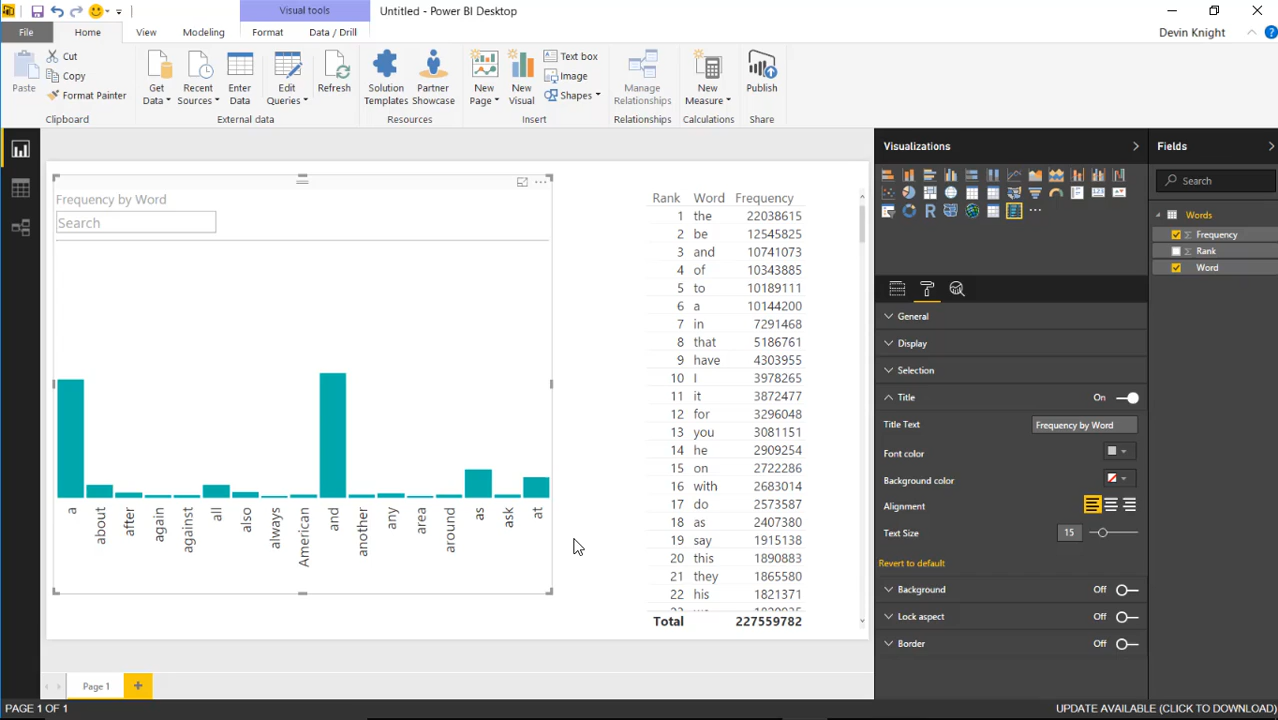 Visual tools
Untitled - Power BI Desktop
File
Home
View
Modeling
Format
Data / Drill
Devin Knight
Paste
Cut
Copy
Format Painter
Clipboard
Get Data
Recent Sources
Enter Data
Edit Queries
Refresh
External data
Solution Templates
Partner Showcase
Resources
New Page
New Visual
Text box
Image
Shapes
Insert
Manage Relationships
Relationships
New Measure
Calculations
Publish
Share
Frequency by Word
Search
a
about
after
again
against
all
also
always
American
and
another
any
area
around
as
ask
at
Rank Word Frequency
1 the 22038615
2 be 12545825
3 and 10741073
4 of 10343885
5 to 10189111
6 a 10144200
7 in 7291468
8 that 5186761
9 have 4303955
10 I 3978265
11 it 3872477
12 for 3296048
13 you 3081151
14 he 2909254
15 on 2722286
16 with 2683014
17 do 2573587
18 as 2407380
19 say 1915138
20 this 1890883
21 they 1865580
22 his 1821371
Total 227559782
Visualizations
R
General
Display
Selection
Title On
Title Text Frequency by Word
Font color
Background color
Alignment
Text Size 15
Revert to default
Background Off
Lock aspect Off
Border Off
Fields
Search
Words
Frequency
Rank
Word
Page 1
PAGE 1 OF 1
UPDATE AVAILABLE (CLICK TO DOWNLOAD)